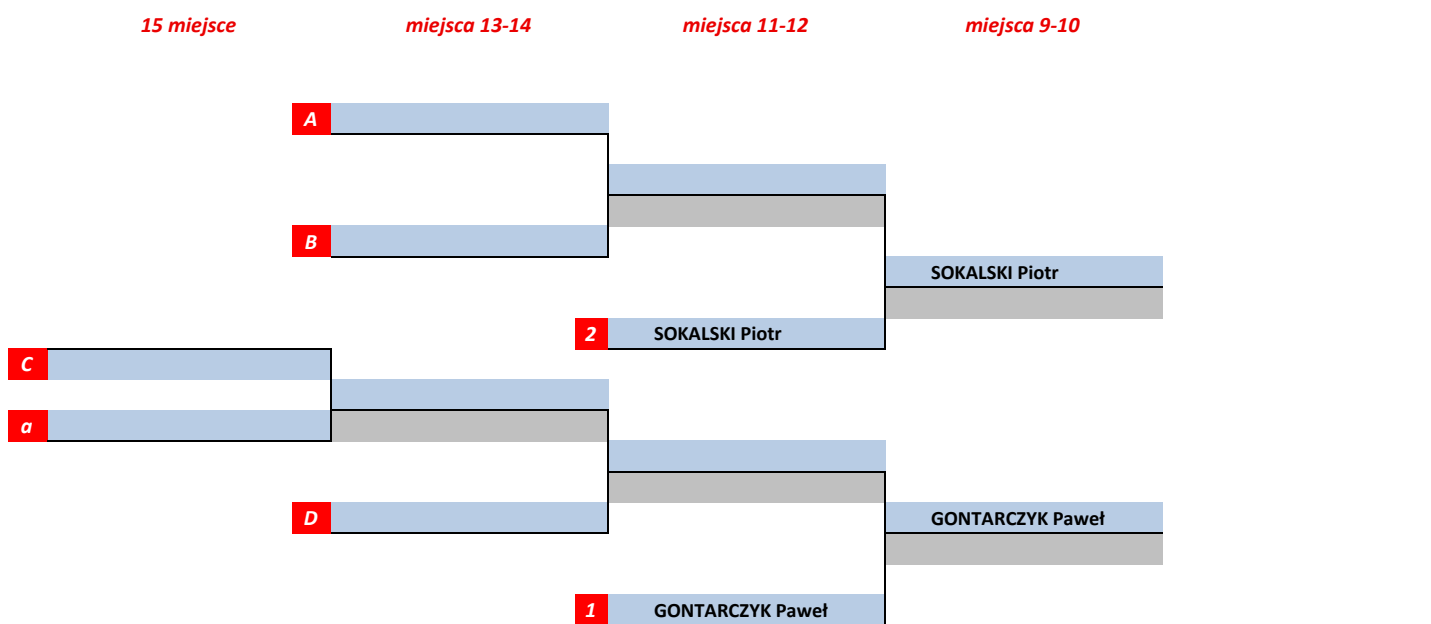 15 miejsce miejsca 13-14 miejsca 11-12 miejsca 9-10
A
B
SOKALSKI Piotr
2 SOKALSKI Piotr
C
a
D
GONTARCZYK Paweł
1 GONTARCZYK Paweł